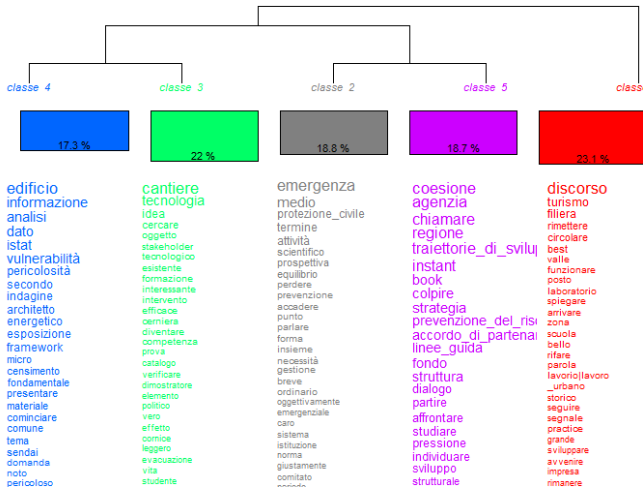 classe 4
classe 3
classe 2
classe 5
classe
17.3 %
22 %
18.8 %
18.7 %
23.1 %
edificio
informazione
analisi
dato
istat
vulnerabilità
pericolosità
secondo
indagine
architetto
energetico
esposizione
framework
micro
censimento
fondamentale
presentare
materiale
cominciare
comune
tema
sendai
domanda
noto
pericoloso
cantiere
tecnologia
idea
cercare
oggetto
stakeholder
tecnologico
esistente
formazione
interessante
intervento
efficace
cerniera
diventare
competenza
prova
catalogo
verificare
dimostratore
elemento
politico
vero
effetto
cornice
leggero
evacuazione
vita
studente
emergenza
medio
protezione_civile
termine
attività
scientifico
prospettiva
equilibrio
perdere
prevenzione
accadere
punto
parlare
forma
insieme
necessità
gestione
breve
ordinario
oggettivamente
emergenziale
caro
sistema
istituzione
norma
giustamente
comitato
periodo
coesione
agenzia
chiamare
regione
traiettorie_di_svilup
instant
book
colpire
strategia
prevenzione_del_risc
accordo_di_partenar
linee_guida
fondo
struttura
dialogo
partire
affrontare
studiare
pressione
individuare
sviluppo
strutturale
discorso
turismo
filiera
rimettere
circolare
best
valle
funzionare
posto
laboratorio
spiegare
arrivare
zona
scuola
bello
rifare
parola
lavorio|lavoro
_urbano
storico
seguire
segnale
practice
grande
sviluppare
avvenire
impresa
rimanere